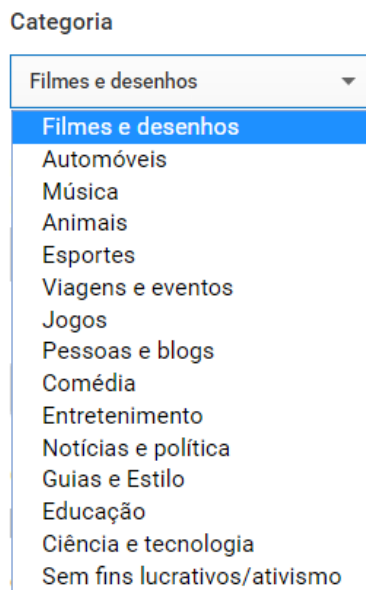 Categoria
Filmes e desenhos
Filmes e desenhos
Automóveis
Música
Animais
Esportes
Viagens e eventos
Jogos
Pessoas e blogs
Comédia
Entretenimento
Notícias e política
Guias e Estilo
Educação
Ciência e tecnologia
Sem fins lucrativos/ativismo